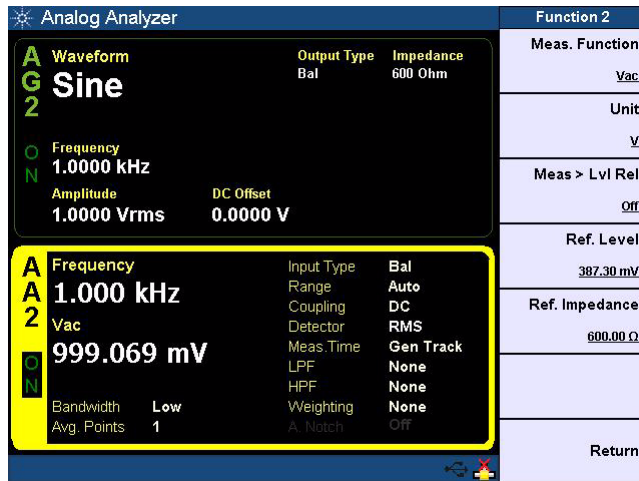 Analog Analyzer
Function 2
AG2
ON
Waveform
Sine
Output Type Impedance
Bal 600 Ohm
Frequency
1.0000 kHz
Amplitude DC Offset
1.0000 Vrms 0.0000 V
AA2
ON
Frequency
1.000 kHz
Vac
999.069 mV
Bandwidth Low
Avg. Points 1
Input Type Bal
Range Auto
Coupling DC
Detector RMS
Meas.Time Gen Track
LPF None
HPF None
Weighting None
A. Notch Off
Meas. Function
Vac
Unit
V
Meas > Lvl Rel
Off
Ref. Level
387.30 mV
Ref. Impedance
600.00 Ω
Return